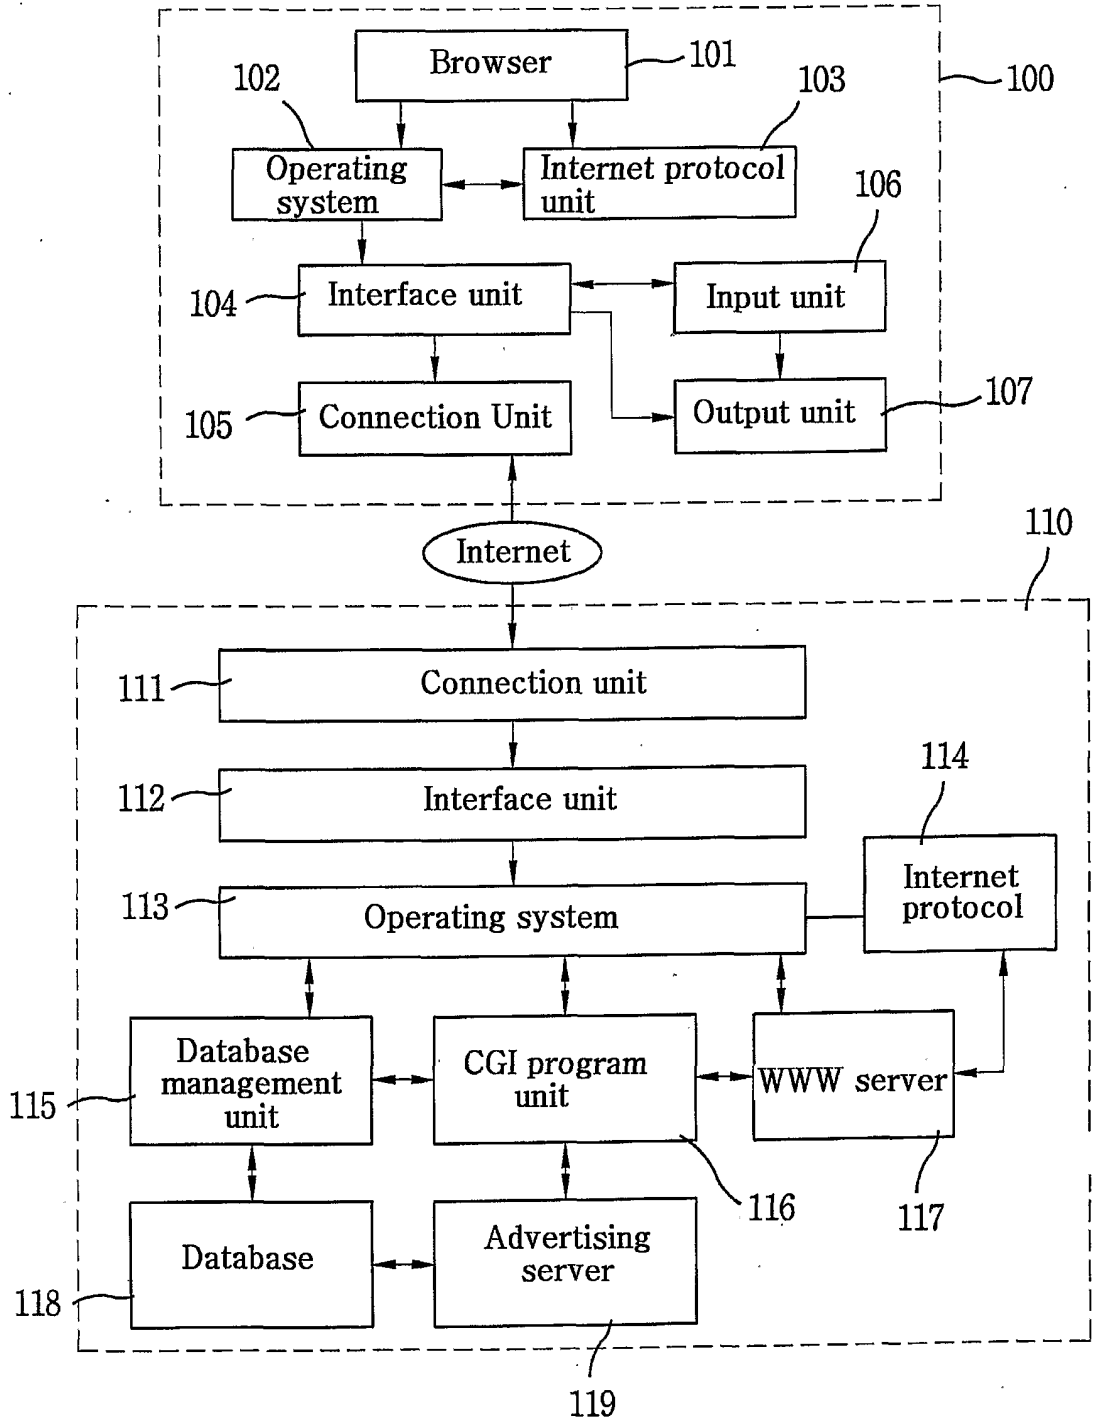 Browser
101
102
103
100
Operating
system
Internet protocol
unit
106
104
Interface unit
Input unit
105
Connection Unit
Output unit
107
Internet
110
111
Connection unit
112
Interface unit
114
113
Operating system
Internet
protocol
115
Database
management
unit
CGI program
unit
WWW server
116
117
118
Database
Advertising
server
119